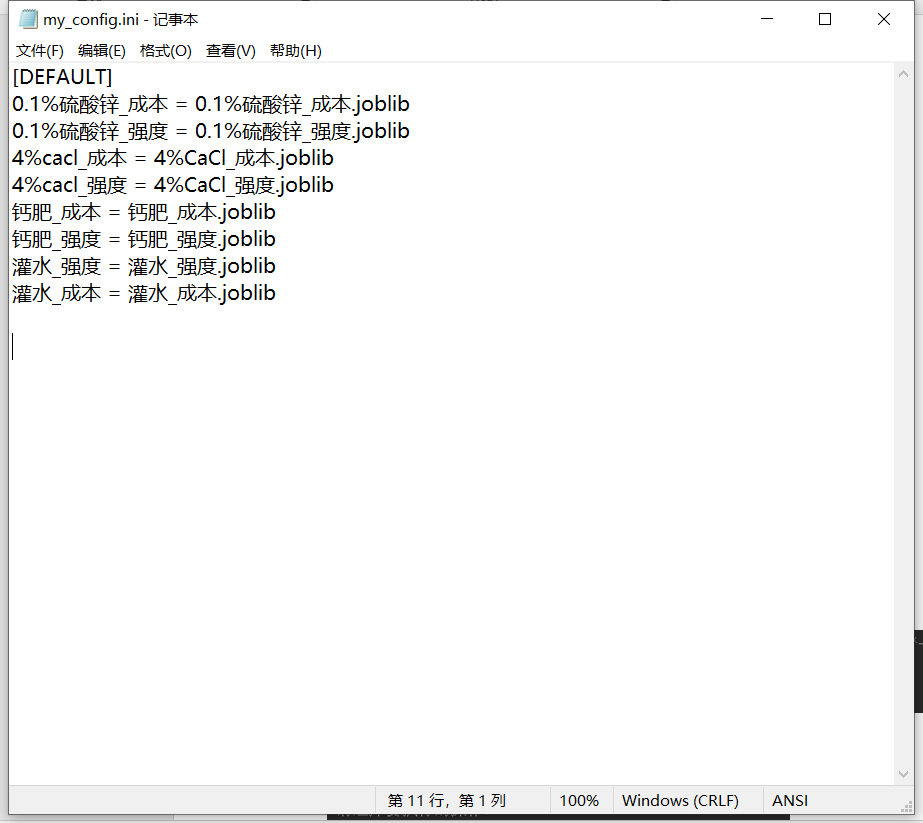 my_config.ini - 记事本
文件(F) 编辑(E) 格式(O) 查看(V) 帮助(H)
[DEFAULT]
0.1%硫酸锌_成本 = 0.1%硫酸锌_成本.joblib
0.1%硫酸锌_强度 = 0.1%硫酸锌_强度.joblib
4%cacl_成本 = 4%CaCl_成本.joblib
4%cacl_强度 = 4%CaCl_强度.joblib
钙肥_成本 = 钙肥_成本.joblib
钙肥_强度 = 钙肥_强度.joblib
灌水_强度 = 灌水_强度.joblib
灌水_成本 = 灌水_成本.joblib
第 11 行，第 1 列 100% Windows (CRLF) ANSI